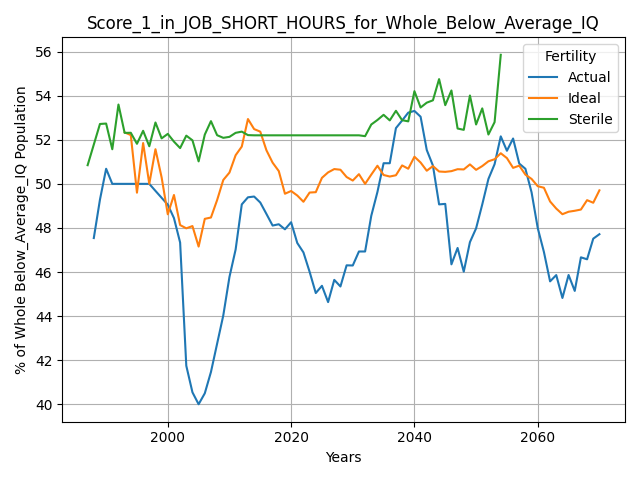 Score_1_in_JOB_SHORT_HOURS_for_Whole_Below_Average_IQ
Fertility
Actual
Ideal
Sterile
% of Whole Below_Average_IQ Population
56
54
52
50
48
46
44
42
40
2000
2020
2040
2060
Years